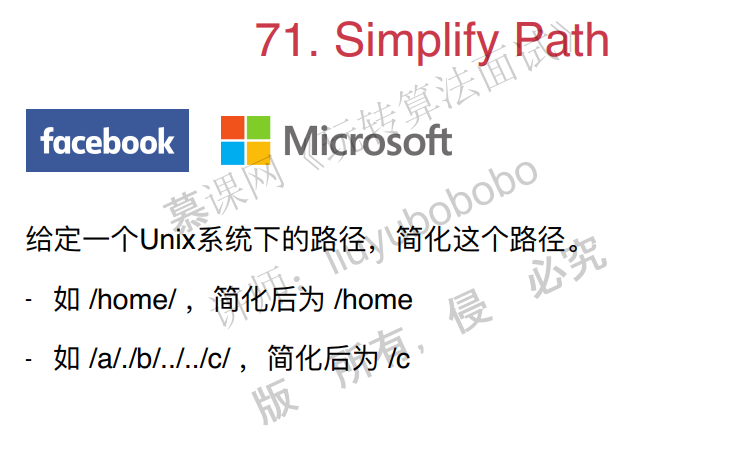 71. Simplify Path
facebook Microsoft
给定一个Unix系统下的路径，简化这个路径。
- 如 /home/ ，简化后为 /home
- 如 /a/./b/../../c/ ，简化后为 /c
慕课网《玩转算法面试》
讲师：liuyubobobo
版 所有，侵 必究